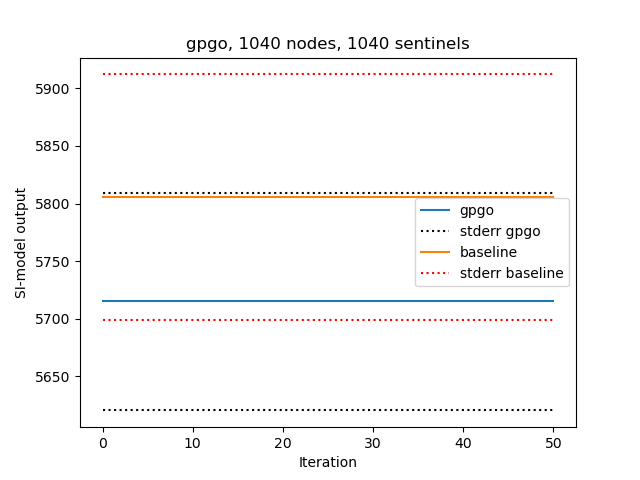 gpgo, 1040 nodes, 1040 sentinels
5900
5850
5800
5750
5700
5650
SI-model output
gpgo
stderr gpgo
baseline
stderr baseline
0 10 20 30 40 50
Iteration